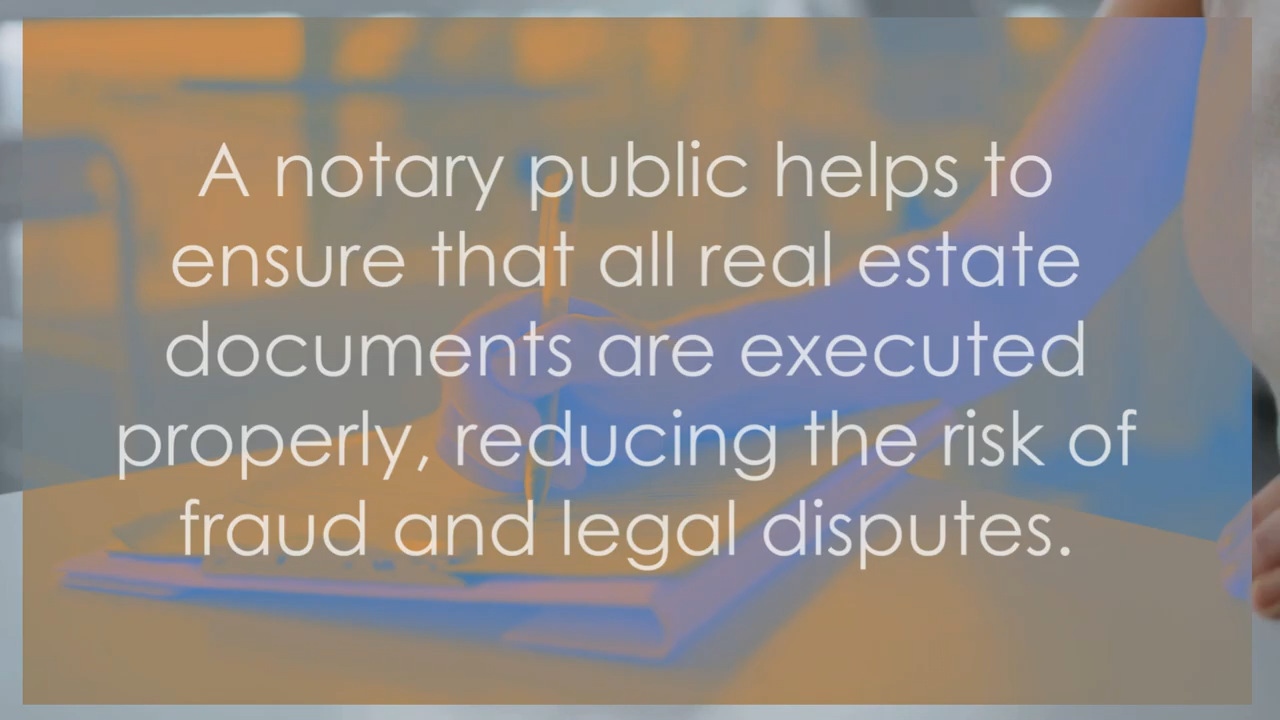 A notary public helps to
ensure that all real estate
documents are executed
properly, reducing the risk of
fraud and legal disputes.